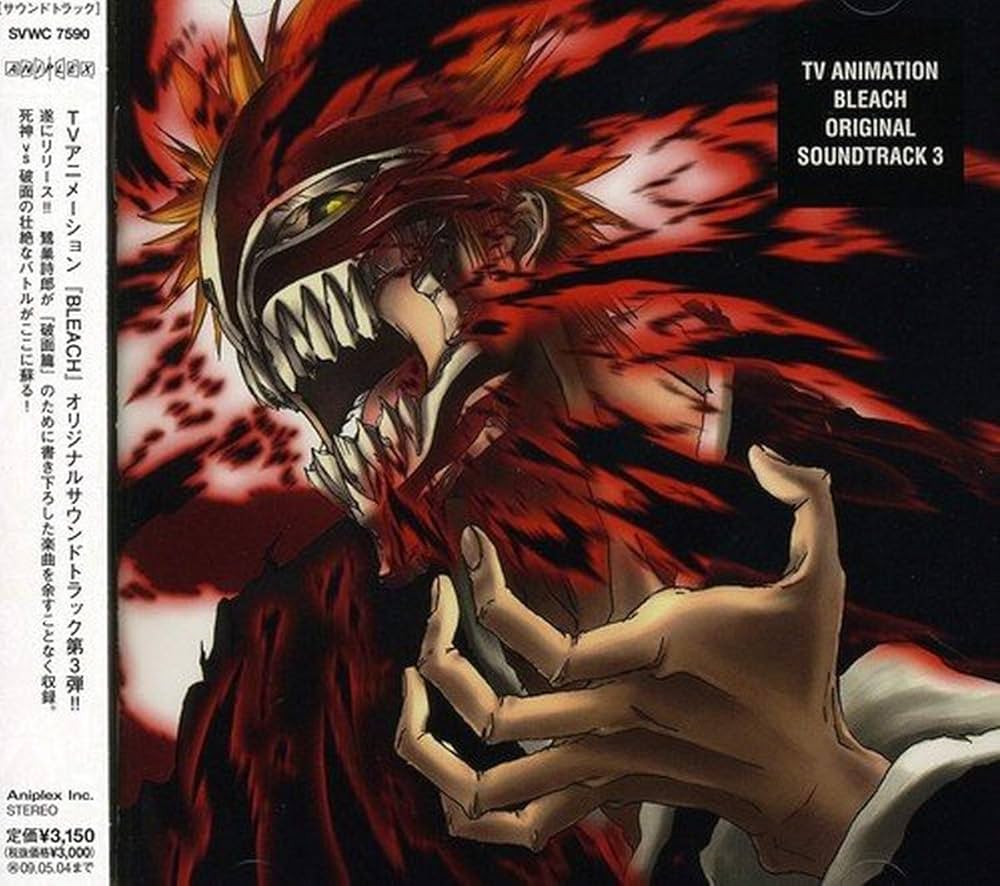 [サウンドトラック]
SVWC 7590
ANIPLEX
TVアニメーション『BLEACH』オリジナルサウンドトラック第3弾!!
遂にリリース!! 鷺巣詩郎が「破面篇」のために書き下ろした楽曲を余すことなく収録。
死神vs破面の壮絶なバトルがここに蘇る!
Aniplex Inc.
STEREO
定価¥3,150
(税抜価格¥3,000)
09.05.04まで
TV ANIMATION
BLEACH
ORIGINAL
SOUNDTRACK 3